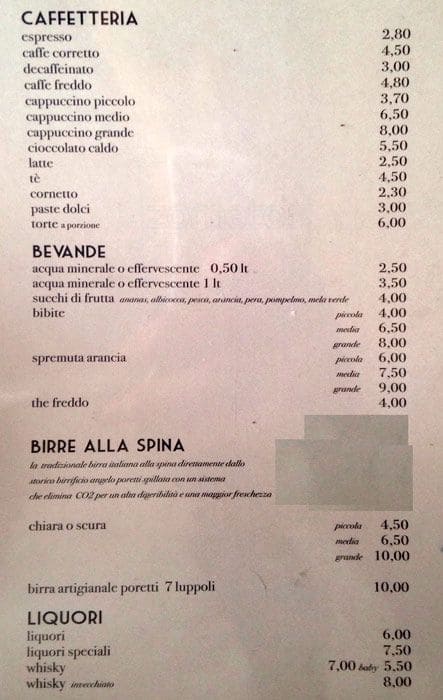 CAFFETTERIA
espresso 2,80
caffe corretto 4,50
decaffeinato 3,00
caffe freddo 4,80
cappuccino piccolo 3,70
cappuccino medio 6,50
cappuccino grande 8,00
cioccolato caldo 5,50
latte 2,50
tè 4,50
cornetto 2,30
paste dolci 3,00
torte a porzione 6,00
BEVANDE
acqua minerale o effervescente 0,50 lt 2,50
acqua minerale o effervescente 1 lt 3,50
succhi di frutta ananas, albicocca, pesca, arancia, pera, pompelmo, mela verde 4,00
bibite piccola 4,00
media 6,50
grande 8,00
spremuta arancia piccola 6,00
media 7,50
grande 9,00
the freddo 4,00
BIRRE ALLA SPINA
la tradizionale birra italiana alla spina direttamente dallo
storico birrificio angelo poretti spillata con un sistema
che elimina CO2 per un alta digeribilità e una maggior freschezza
chiara o scura piccola 4,50
media 6,50
grande 10,00
birra artigianale poretti 7 luppoli 10,00
LIQUORI
liquori 6,00
liquori speciali 7,50
whisky 7,00 baby 5,50
whisky invecchiato 8,00